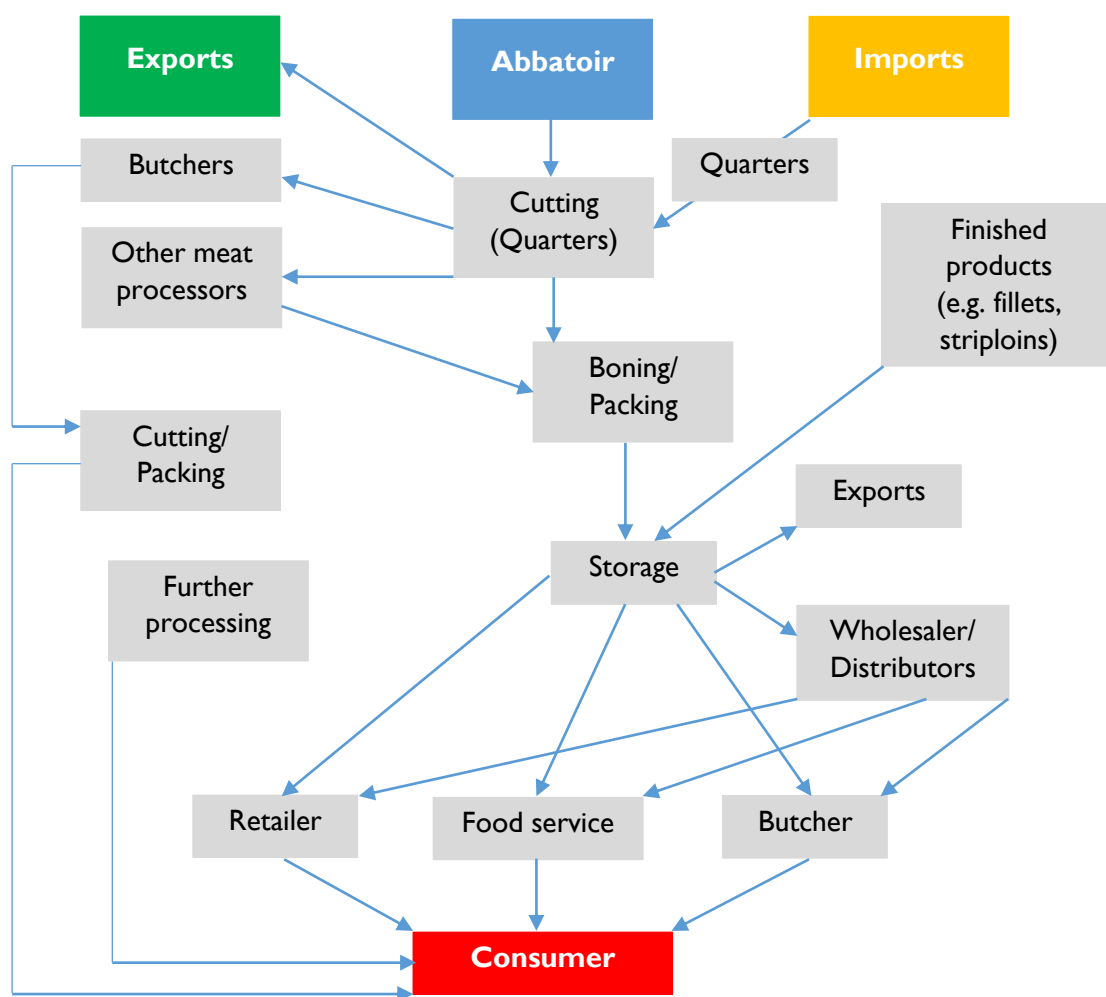 Exports
Abbatoir
Imports
Butchers
Quarters
Cutting
(Quarters)
Other meat
processors
Finished
products
(e.g. fillets,
striploins)
Boning/
Packing
Cutting/
Packing
Exports
Storage
Further
processing
Wholesaler/
Distributors
Retailer
Food service
Butcher
Consumer